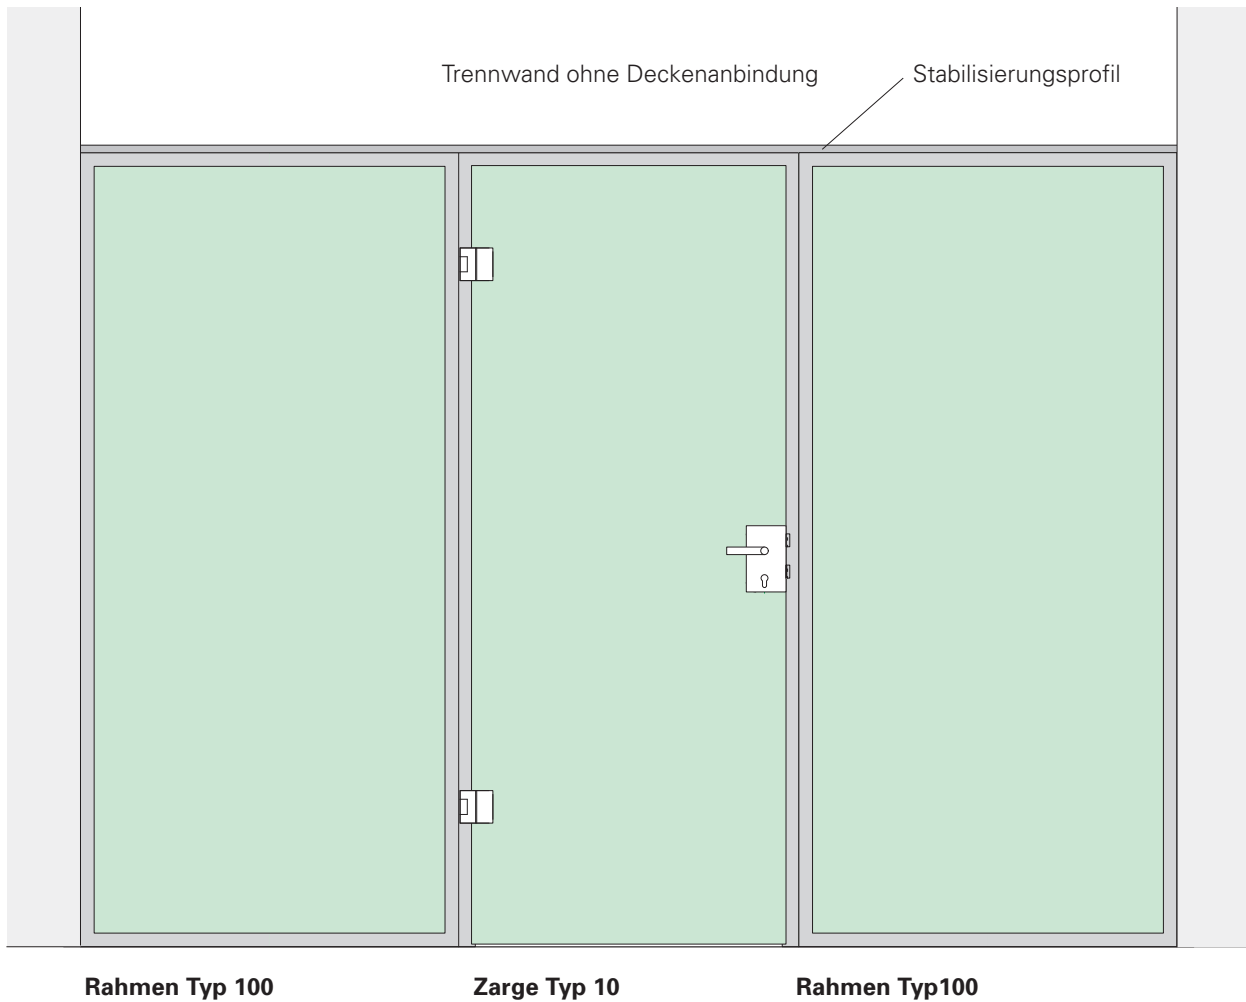 Trennwand ohne Deckenanbindung
Stabilisierungsprofil
Rahmen Typ 100
Zarge Typ 10
Rahmen Typ100